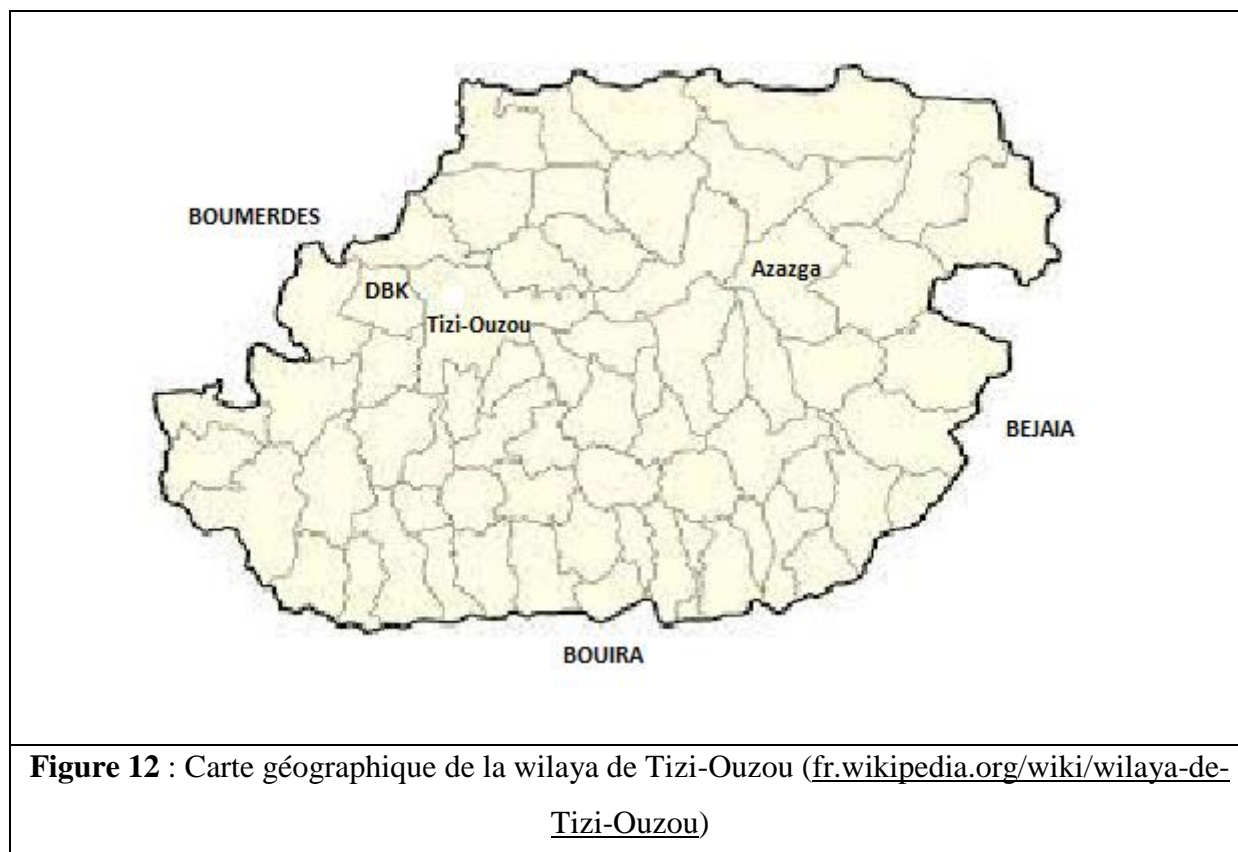 BOUMERDES
Azazga
DBK
Tizi-Ouzou
BEJAIA
BOUIRA
Figure 12 : Carte géographique de la wilaya de Tizi-Ouzou (fr.wikipedia.org/wiki/wilaya-de-
Tizi-Ouzou)